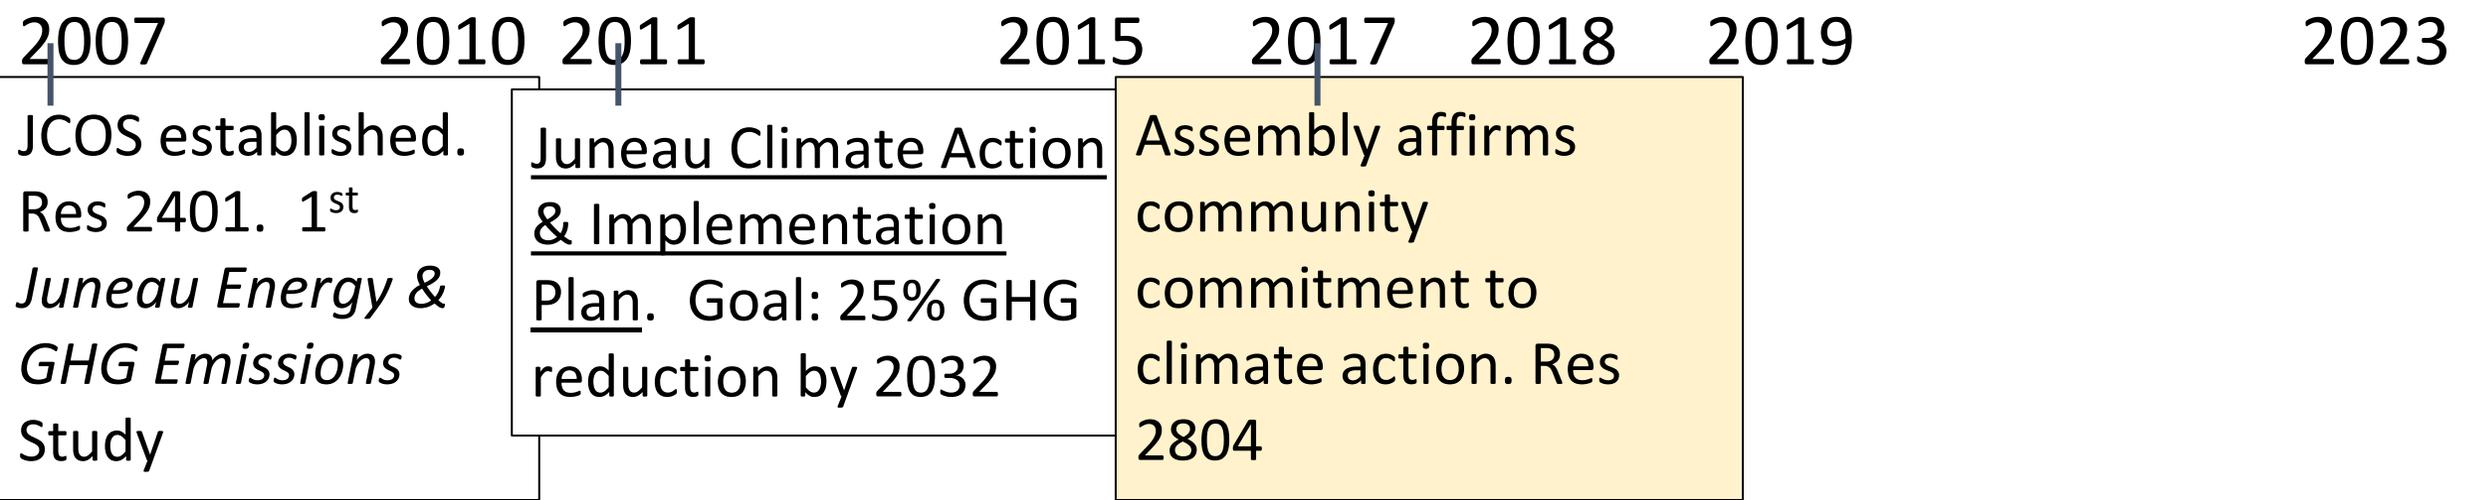 2007 2010 2011 2015 2017 2018 2019 2023
JCOS established.
Res 2401.  1st
Juneau Energy &
GHG Emissions
Study
Juneau Climate Action
& Implementation
Plan.  Goal: 25% GHG
reduction by 2032
Assembly affirms
community
commitment to
climate action. Res
2804